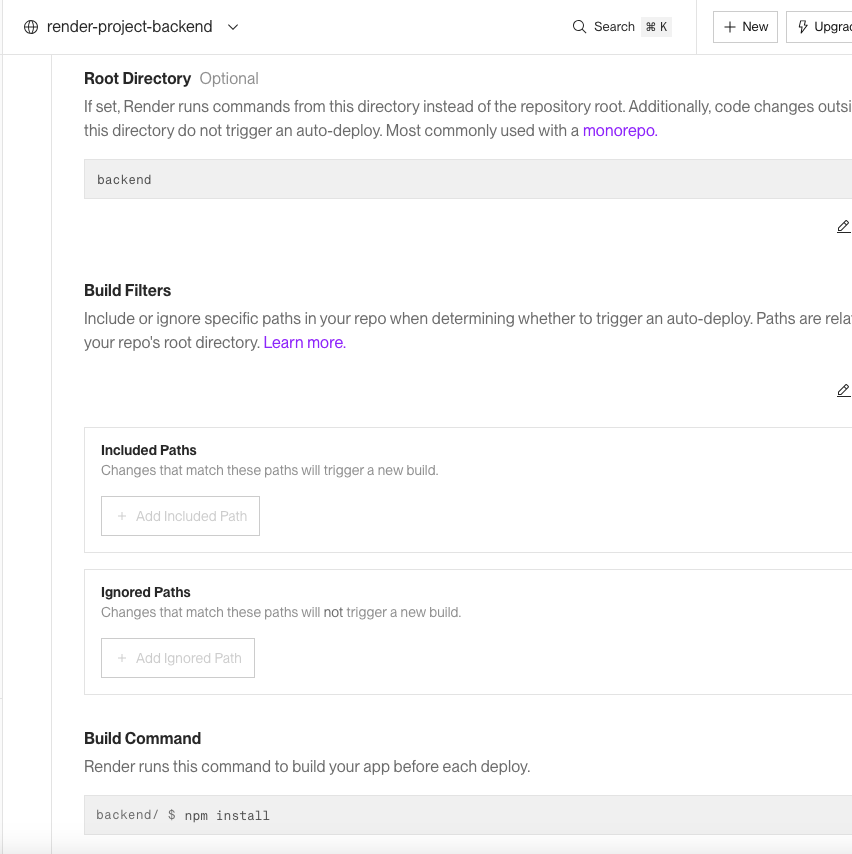 render-project-backend
Search ⌘ K
+ New
Upgrad
Root Directory Optional
If set, Render runs commands from this directory instead of the repository root. Additionally, code changes outsi
this directory do not trigger an auto-deploy. Most commonly used with a monorepo.
backend
Build Filters
Include or ignore specific paths in your repo when determining whether to trigger an auto-deploy. Paths are rela
your repo's root directory. Learn more.
Included Paths
Changes that match these paths will trigger a new build.
+ Add Included Path
Ignored Paths
Changes that match these paths will not trigger a new build.
+ Add Ignored Path
Build Command
Render runs this command to build your app before each deploy.
backend/ $ npm install